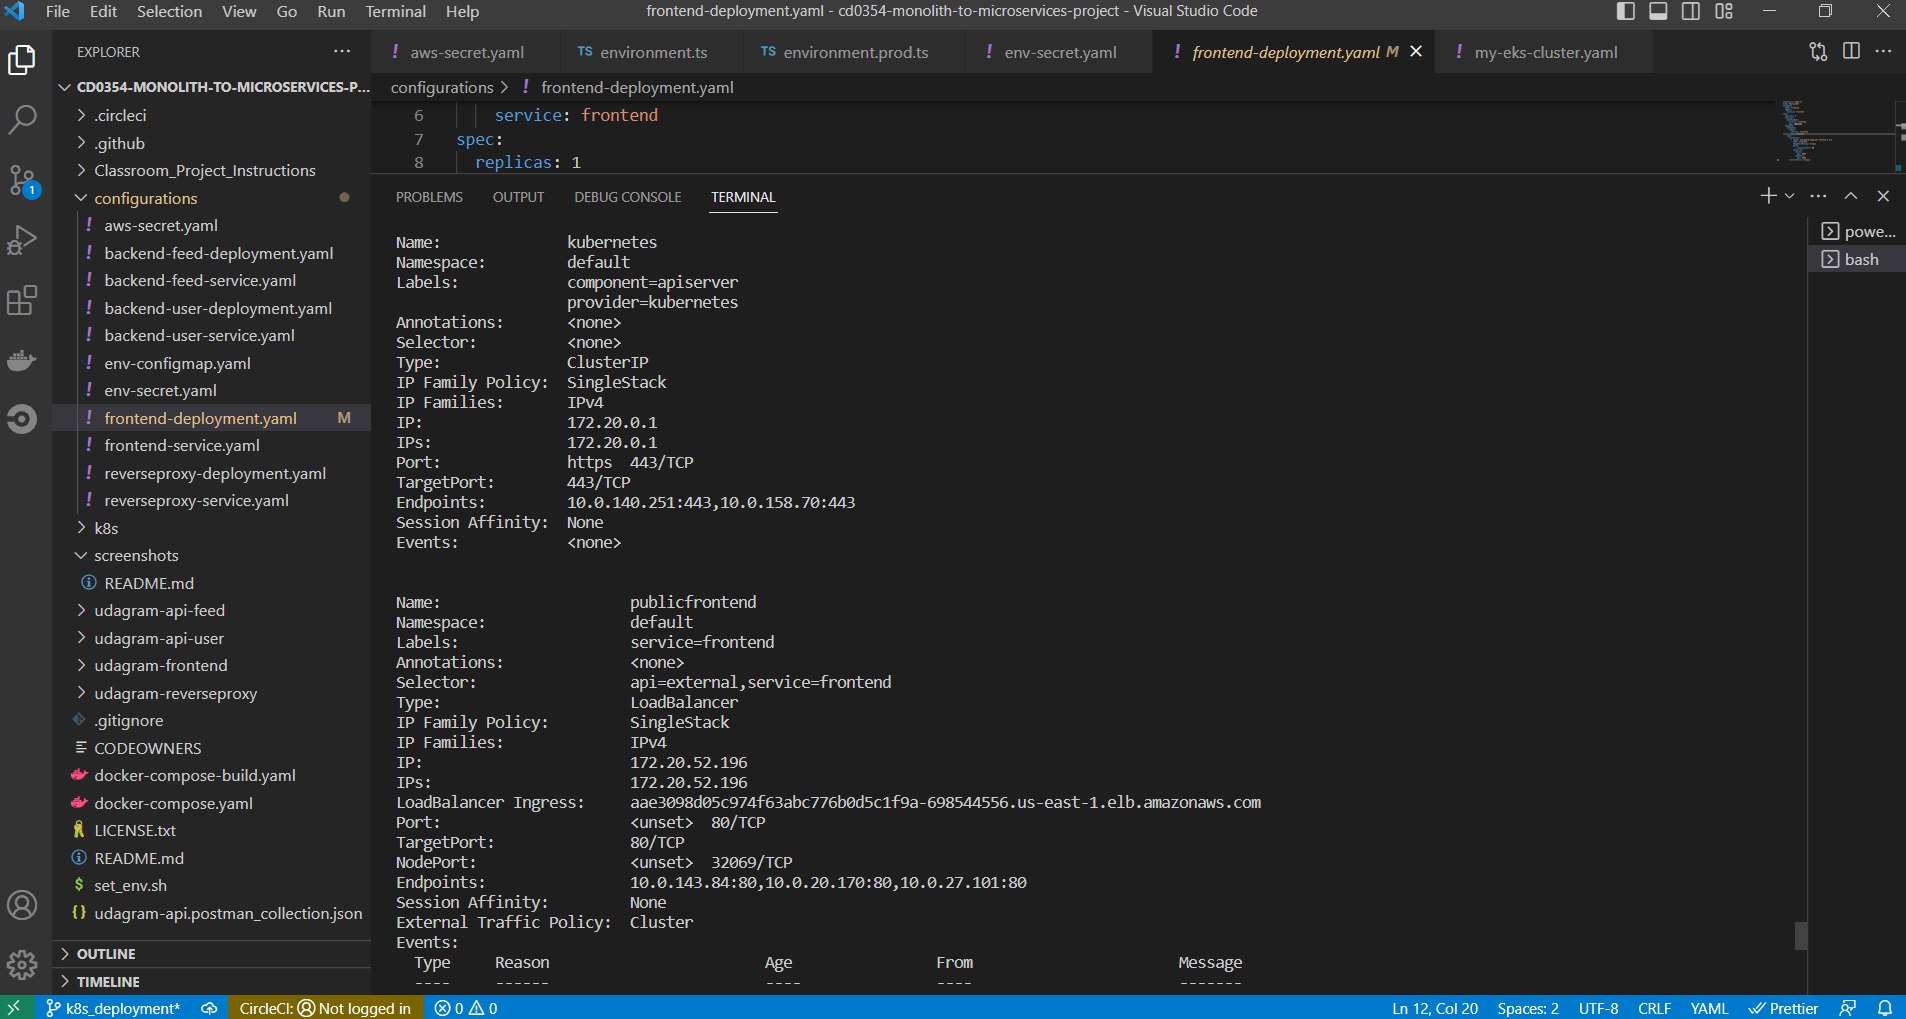 File Edit Selection View Go Run Terminal Help
frontend-deployment.yaml - cd0354-monolith-to-microservices-project - Visual Studio Code
EXPLORER ...
CD0354-MONOLITH-TO-MICROSERVICES-P...
.circleci
.github
Classroom_Project_Instructions
configurations
! aws-secret.yaml
! backend-feed-deployment.yaml
! backend-feed-service.yaml
! backend-user-deployment.yaml
! backend-user-service.yaml
! env-configmap.yaml
! env-secret.yaml
! frontend-deployment.yaml M
! frontend-service.yaml
! reverseproxy-deployment.yaml
! reverseproxy-service.yaml
k8s
screenshots
README.md
udagram-api-feed
udagram-api-user
udagram-frontend
udagram-reverseproxy
.gitignore
CODEOWNERS
docker-compose-build.yaml
docker-compose.yaml
LICENSE.txt
README.md
$ set_env.sh
{} udagram-api.postman_collection.json
OUTLINE
TIMELINE
1
! aws-secret.yaml TS environment.ts TS environment.prod.ts ! env-secret.yaml ! frontend-deployment.yaml M ! my-eks-cluster.yaml
configurations > ! frontend-deployment.yaml
6 service: frontend
7 spec:
8 replicas: 1
PROBLEMS OUTPUT DEBUG CONSOLE TERMINAL
powe...
bash
Name: kubernetes
Namespace: default
Labels: component=apiserver
provider=kubernetes
Annotations: <none>
Selector: <none>
Type: ClusterIP
IP Family Policy: SingleStack
IP Families: IPv4
IP: 172.20.0.1
IPs: 172.20.0.1
Port: https 443/TCP
TargetPort: 443/TCP
Endpoints: 10.0.140.251:443,10.0.158.70:443
Session Affinity: None
Events: <none>
Name: publicfrontend
Namespace: default
Labels: service=frontend
Annotations: <none>
Selector: api=external,service=frontend
Type: LoadBalancer
IP Family Policy: SingleStack
IP Families: IPv4
IP: 172.20.52.196
IPs: 172.20.52.196
LoadBalancer Ingress: aae3098d05c974f63abc776b0d5c1f9a-698544556.us-east-1.elb.amazonaws.com
Port: <unset> 80/TCP
TargetPort: 80/TCP
NodePort: <unset> 32069/TCP
Endpoints: 10.0.143.84:80,10.0.20.170:80,10.0.27.101:80
Session Affinity: None
External Traffic Policy: Cluster
Events:
Type Reason Age From Message
---- ------ ---- ---- -------
k8s_deployment* CircleCI: Not logged in 0 0 Ln 12, Col 20 Spaces: 2 UTF-8 CRLF YAML Prettier